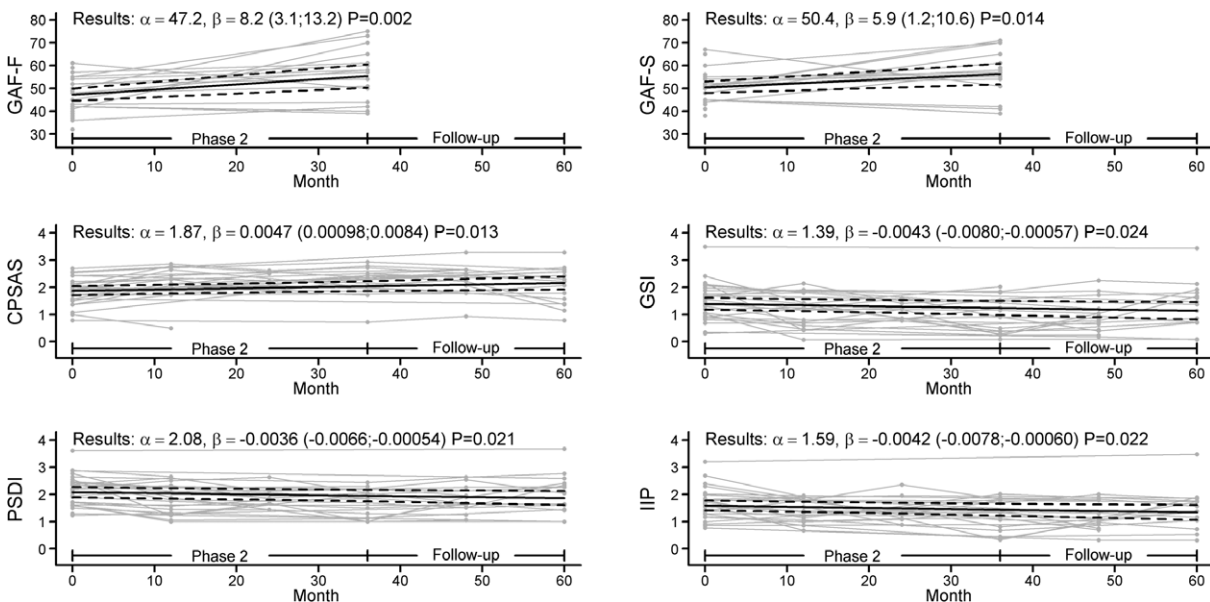 Results: α = 47.2, β = 8.2 (3.1;13.2) P=0.002
GAF-F
80
70
60
50
40
30
Phase 2
Follow-up
0 10 20 30 40 50 60
Month
Results: α = 50.4, β = 5.9 (1.2;10.6) P=0.014
GAF-S
80
70
60
50
40
30
Phase 2
Follow-up
0 10 20 30 40 50 60
Month
Results: α = 1.87, β = 0.0047 (0.00098;0.0084) P=0.013
CPSAS
4
3
2
1
0
Phase 2
Follow-up
0 10 20 30 40 50 60
Month
Results: α = 1.39, β = -0.0043 (-0.0080;-0.00057) P=0.024
GSI
4
3
2
1
0
Phase 2
Follow-up
0 10 20 30 40 50 60
Month
Results: α = 2.08, β = -0.0036 (-0.0066;-0.00054) P=0.021
PSDI
4
3
2
1
0
Phase 2
Follow-up
0 10 20 30 40 50 60
Month
Results: α = 1.59, β = -0.0042 (-0.0078;-0.00060) P=0.022
IIP
4
3
2
1
0
Phase 2
Follow-up
0 10 20 30 40 50 60
Month